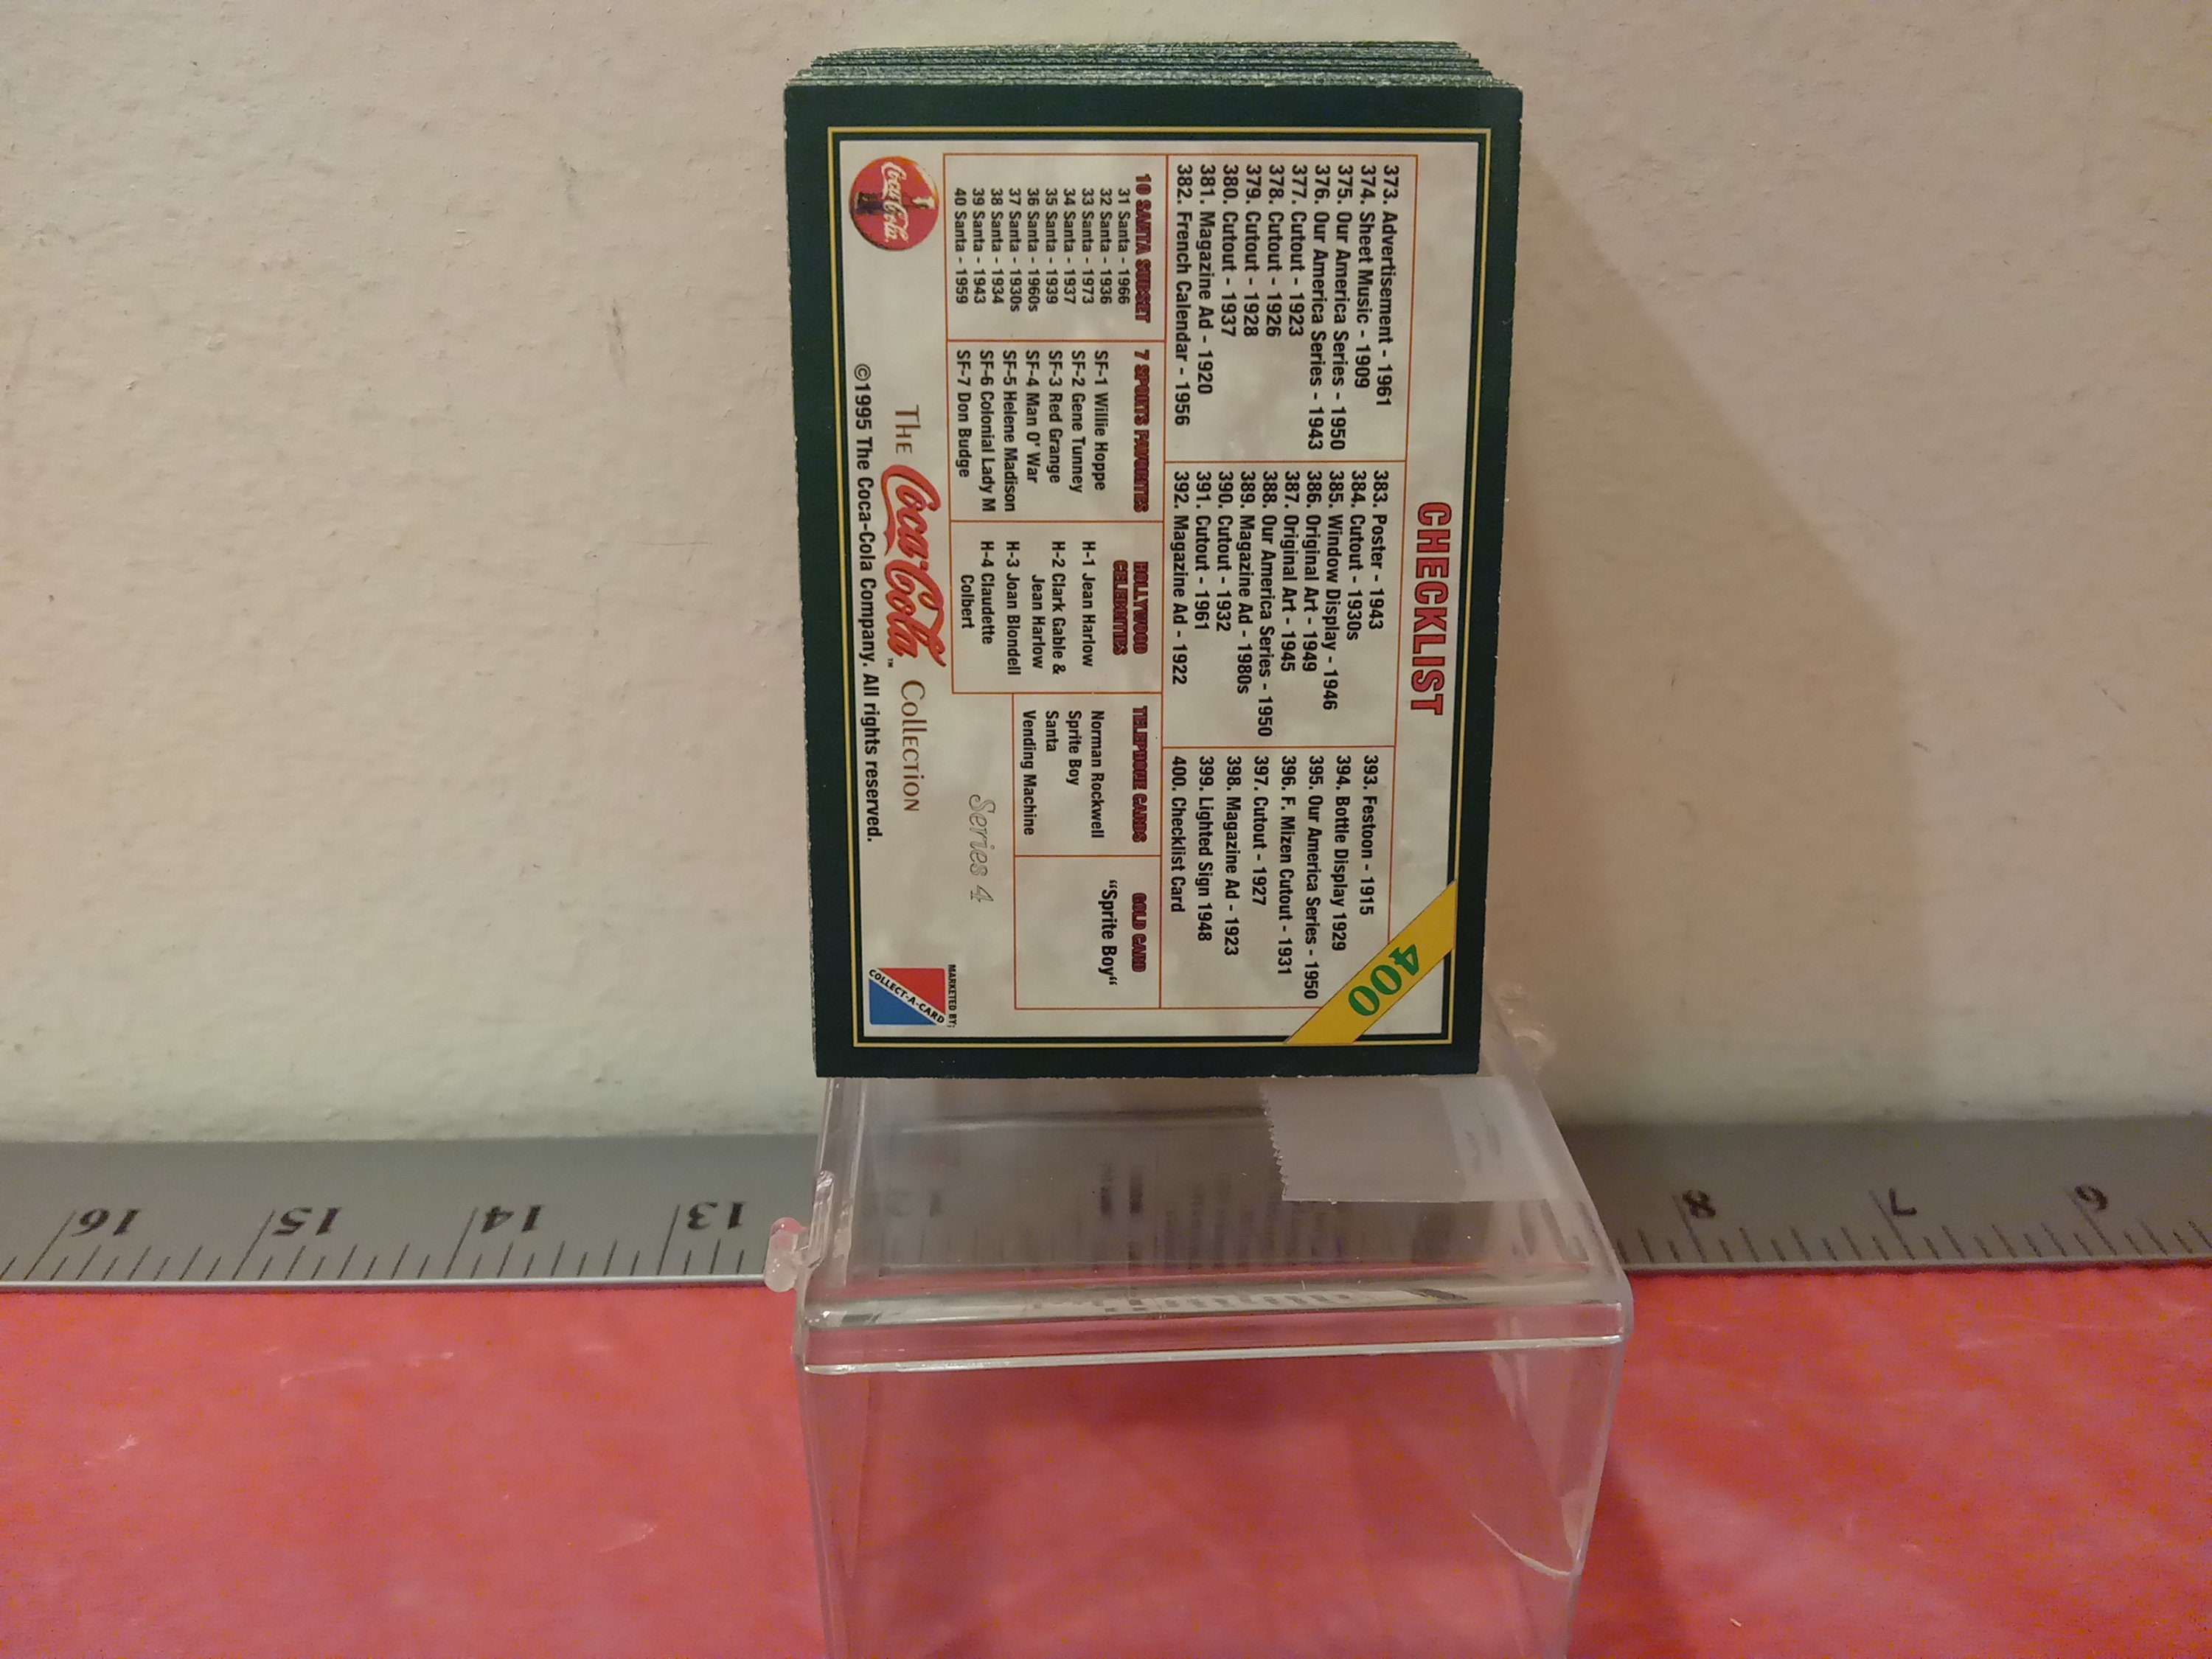 CHECKLIST
400
373. Advertisement - 1961
374. Sheet Music - 1909
375. Our America Series - 1950
376. Our America Series - 1943
377. Cutout - 1923
378. Cutout - 1926
379. Cutout - 1928
380. Cutout - 1937
381. Magazine Ad - 1920
382. French Calendar - 1956
383. Poster - 1943
384. Cutout - 1930s
385. Window Display - 1946
386. Original Art - 1949
387. Original Art - 1945
388. Our America Series - 1950
389. Magazine Ad - 1980s
390. Cutout - 1932
391. Cutout - 1961
392. Magazine Ad - 1922
393. Festoon - 1915
394. Bottle Display 1929
395. Our America Series - 1950
396. F. Mizen Cutout - 1931
397. Cutout - 1927
398. Magazine Ad - 1923
399. Lighted Sign 1948
400. Checklist Card
10 SANTA SUBSET
31 Santa - 1966
32 Santa - 1936
33 Santa - 1973
34 Santa - 1937
35 Santa - 1939
36 Santa - 1960s
37 Santa - 1930s
38 Santa - 1934
39 Santa - 1943
40 Santa - 1959
7 SPORTS FAVORITES
SF-1 Willie Hoppe
SF-2 Gene Tunney
SF-3 Red Grange
SF-4 Man O' War
SF-5 Helene Madison
SF-6 Colonial Lady M
SF-7 Don Budge
HOLLYWOOD
CELEBRITIES
H-1 Jean Harlow
H-2 Clark Gable &
Jean Harlow
H-3 Joan Blondell
H-4 Claudette
Colbert
TELEPHONE CARDS
Norman Rockwell
Sprite Boy
Santa
Vending Machine
GOLD CARD
"Sprite Boy"
Series 4
Coca-Cola
THE Coca-Cola™ COLLECTION
©1995 The Coca-Cola Company. All rights reserved.
MARKETED BY:
COLLECT-A-CARD
16 15 14 13 8 7 6